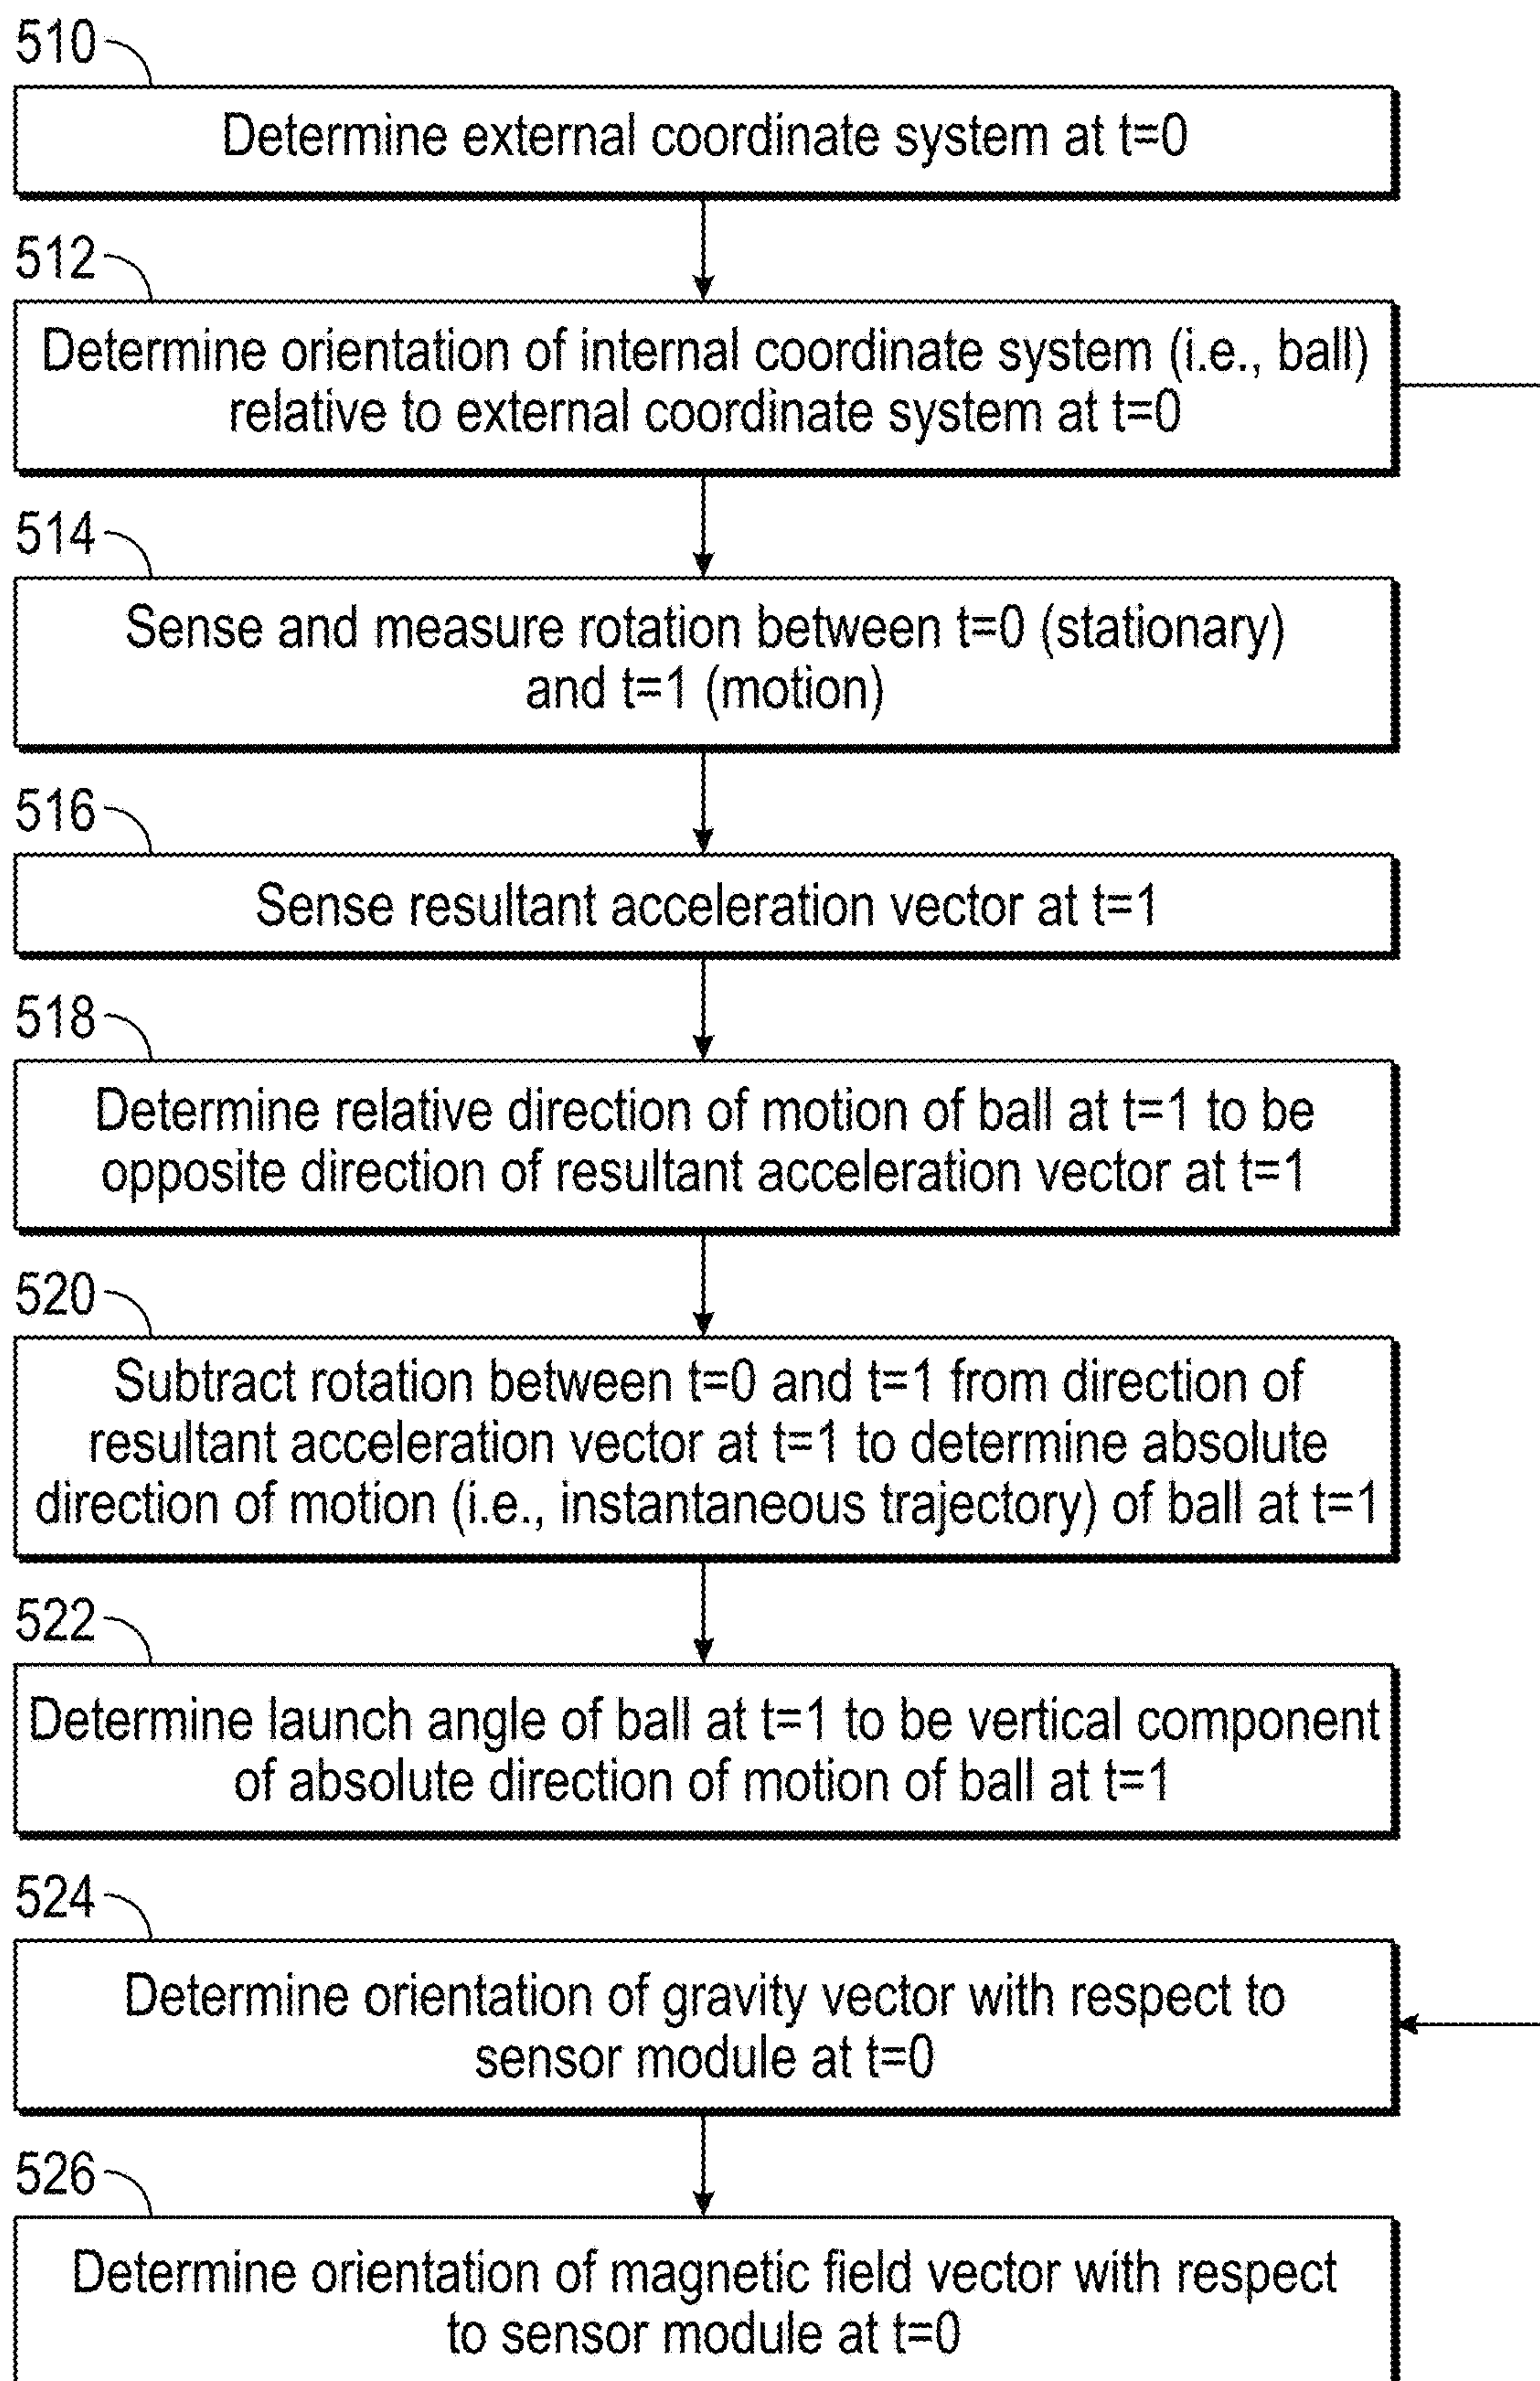 510
Determine external coordinate system at t=0
512
Determine orientation of internal coordinate system (i.e., ball)
relative to external coordinate system at t=0
514
Sense and measure rotation between t=0 (stationary)
and t=1 (motion)
516
Sense resultant acceleration vector at t=1
518
Determine relative direction of motion of ball at t=1 to be
opposite direction of resultant acceleration vector at t=1
520
Subtract rotation between t=0 and t=1 from direction of
resultant acceleration vector at t=1 to determine absolute
direction of motion (i.e., instantaneous trajectory) of ball at t=1
522
Determine launch angle of ball at t=1 to be vertical component
of absolute direction of motion of ball at t=1
524
Determine orientation of gravity vector with respect to
sensor module at t=0
526
Determine orientation of magnetic field vector with respect
to sensor module at t=0